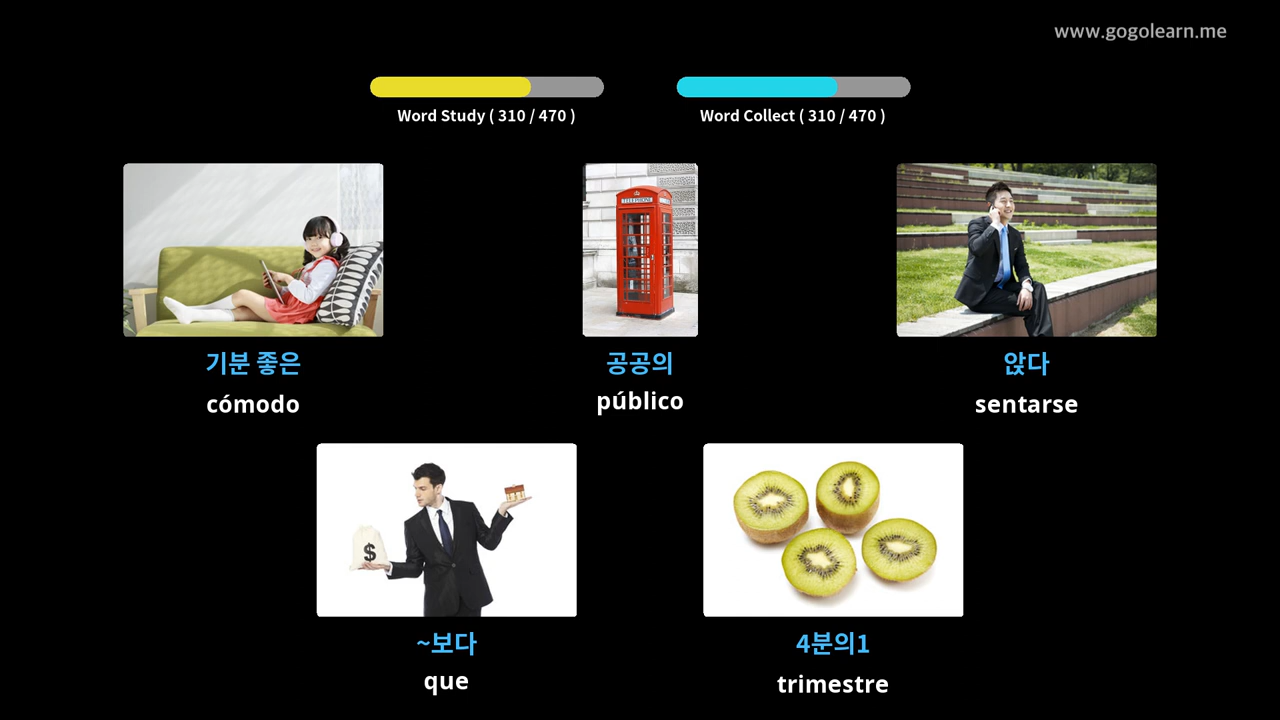 www.gogolearn.me
Word Study ( 310 / 470 )
Word Collect ( 310 / 470 )
TELEPHONE
기분 좋은
cómodo
공공의
público
앉다
sentarse
$
~보다
que
4분의1
trimestre